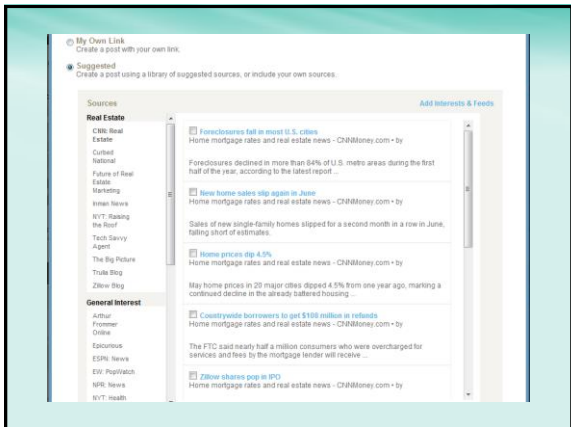 My Own Link
Create a post with your own link.
Suggested
Create a post using a library of suggested sources, or include your own sources.
Sources
Add Interests & Feeds
Real Estate
CNN: Real
Estate
Curbed
National
Future of Real
Estate
Marketing
Inman News
NYT: Raising
the Roof
Tech Savvy
Agent
The Big Picture
Trulia Blog
Zillow Blog
General Interest
Arthur
Frommer
Online
Epicurious
ESPN: News
EW: PopWatch
NPR: News
NYT: Health
Foreclosures fall in most U.S. cities
Home mortgage rates and real estate news - CNNMoney.com • by
Foreclosures declined in more than 84% of U.S. metro areas during the first
half of the year, according to the latest report ...
New home sales slip again in June
Home mortgage rates and real estate news - CNNMoney.com • by
Sales of new single-family homes slipped for a second month in a row in June,
falling short of estimates.
Home prices dip 4.5%
Home mortgage rates and real estate news - CNNMoney.com • by
May home prices in 20 major cities dipped 4.5% from one year ago, marking a
continued decline in the already battered housing ...
Countrywide borrowers to get $108 million in refunds
Home mortgage rates and real estate news - CNNMoney.com • by
The FTC said nearly half a million consumers who were overcharged for
services and fees by the mortgage lender will receive ...
Zillow shares pop in IPO
Home mortgage rates and real estate news - CNNMoney.com • by